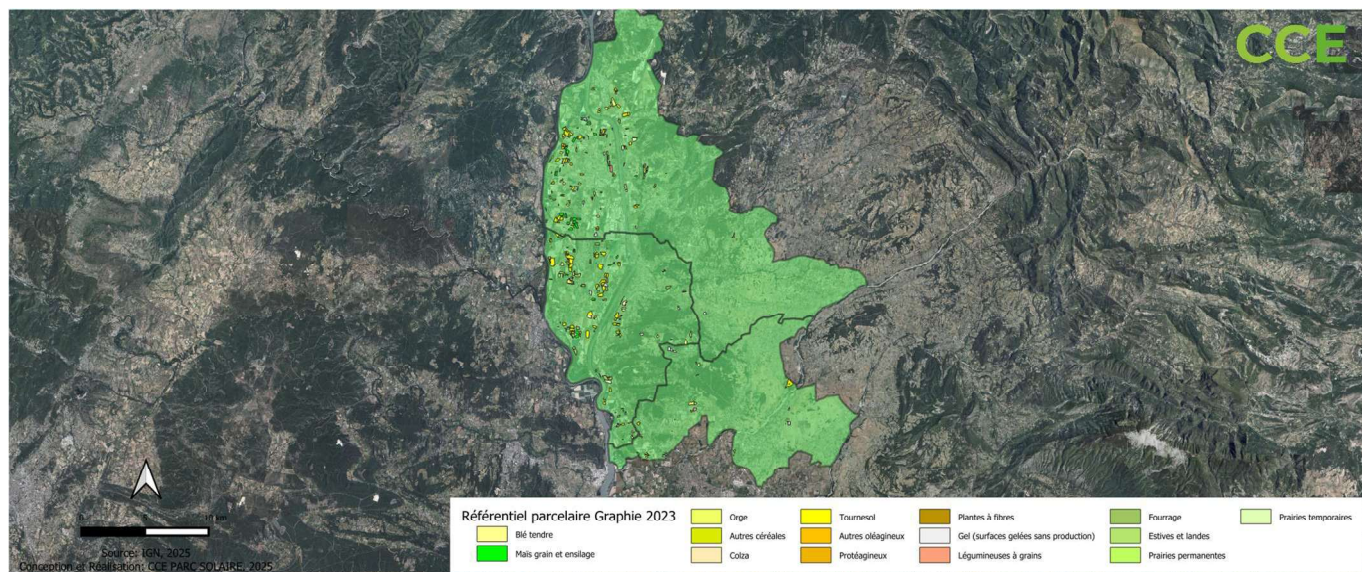 CCE
Référentiel parcellaire Graphie 2023
Blé tendre
Maïs grain et ensilage
Orge
Autres céréales
Colza
Tournesol
Autres oléagineux
Protéagineux
Plantes à fibres
Gel (surfaces gelées sans production)
Légumineuses à grains
Fourrage
Estives et landes
Prairies permanentes
Prairies temporaires
Source: IGN, 2025
Conception et Réalisation: CCE PARC SOLAIRE, 2025